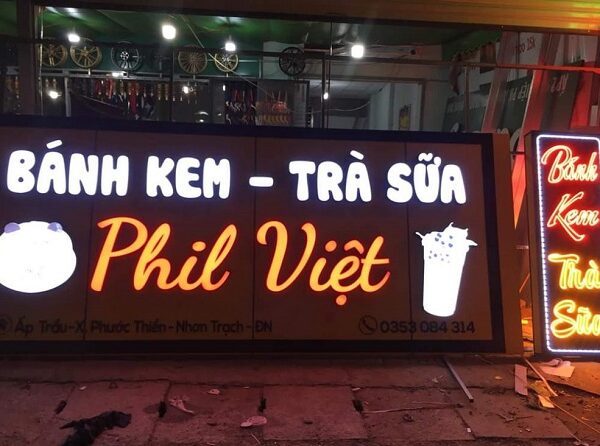 BÁNH KEM - TRÀ SỮA
Phil Việt
Ấp Trầu-X. Phước Thiền-Nhơn Trạch-ĐN
0353 084 314
Bánh
Kem
Trà
Sữa